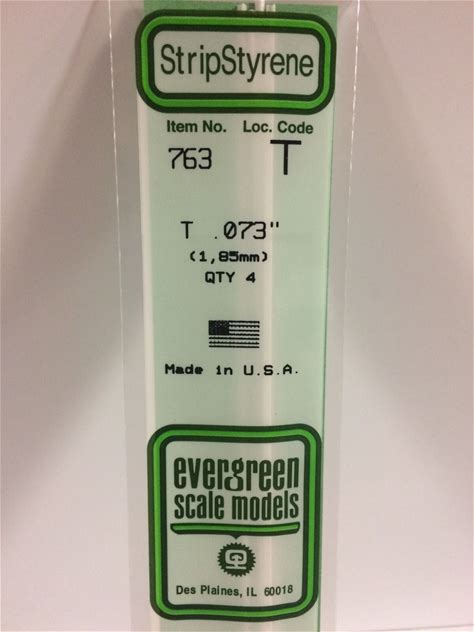 StripStyrene
Item No. Loc. Code
763 T
T .073"
(1,85mm)
QTY 4
Made in U.S.A.
evergreen
scale models
Des Plaines, IL 60018